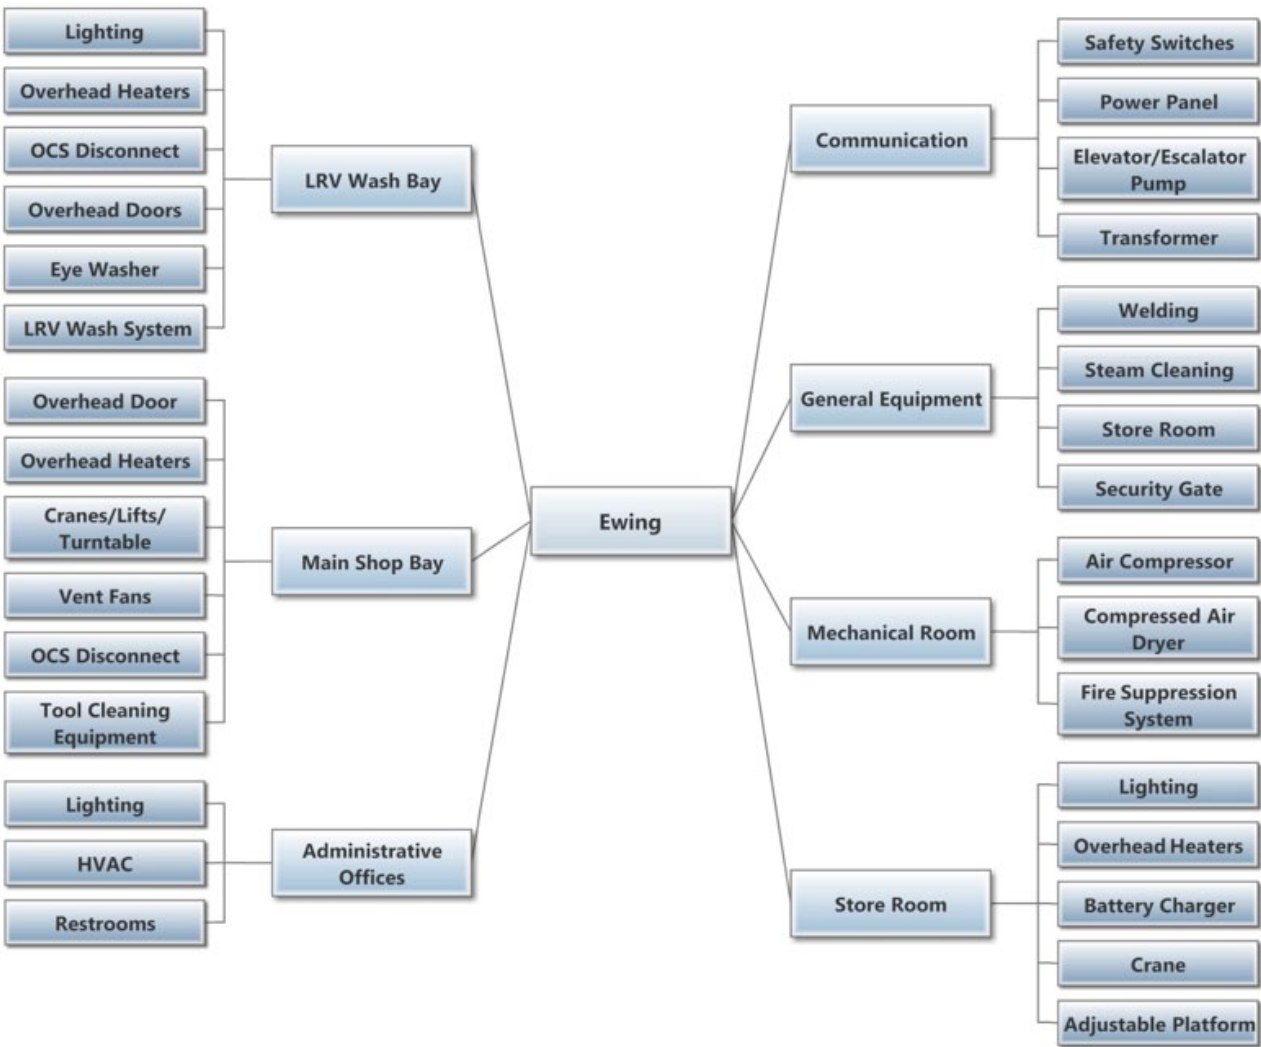 Lighting
Overhead Heaters
OCS Disconnect
Overhead Doors
Eye Washer
LRV Wash System
LRV Wash Bay
Overhead Door
Overhead Heaters
Cranes/Lifts/
Turntable
Vent Fans
OCS Disconnect
Tool Cleaning
Equipment
Main Shop Bay
Lighting
HVAC
Restrooms
Administrative
Offices
Ewing
Communication
Safety Switches
Power Panel
Elevator/Escalator
Pump
Transformer
General Equipment
Welding
Steam Cleaning
Store Room
Security Gate
Mechanical Room
Air Compressor
Compressed Air
Dryer
Fire Suppression
System
Store Room
Lighting
Overhead Heaters
Battery Charger
Crane
Adjustable Platform